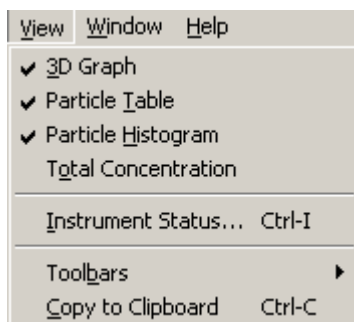 View Window Help
3D Graph
Particle Table
Particle Histogram
Total Concentration
Instrument Status... Ctrl-I
Toolbars
Copy to Clipboard Ctrl-C